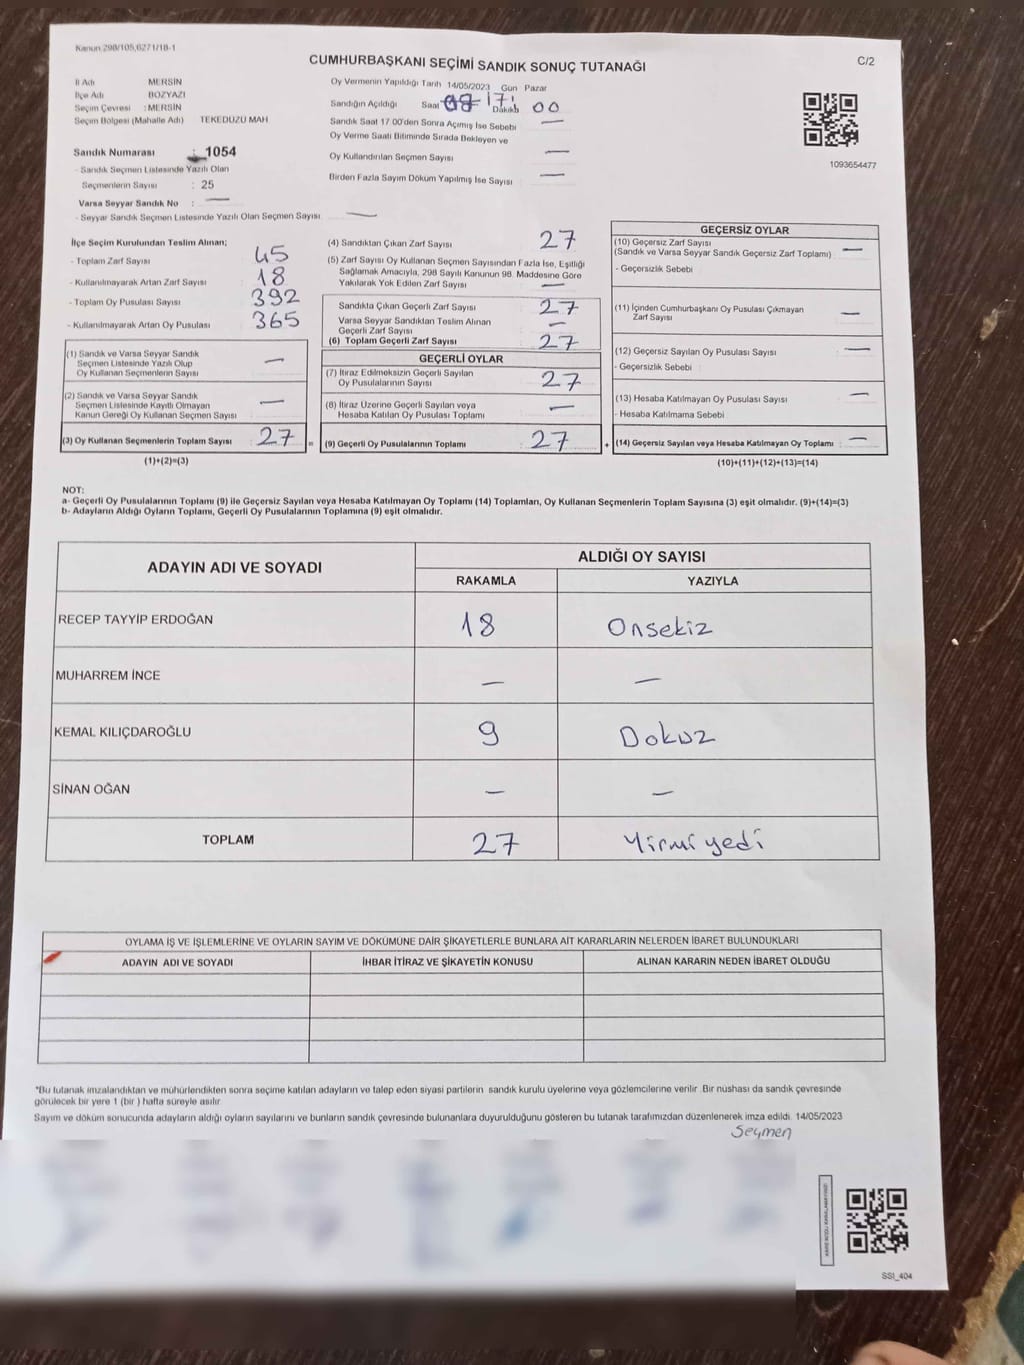 Kanun 298/105,6271/18-1
CUMHURBAŞKANI SEÇİMİ SANDIK SONUÇ TUTANAĞI
C/2
İl Adı MERSİN
İlçe Adı BOZYAZI
Seçim Çevresi : MERSİN
Seçim Bölgesi (Mahalle Adı) TEKEDÜZÜ MAH
Sandık Numarası : 1054
- Sandık Seçmen Listesinde Yazılı Olan
Seçmenlerin Sayısı : 25
Varsa Seyyar Sandık No : —
- Seyyar Sandık Seçmen Listesinde Yazılı Olan Seçmen Sayısı —
Oy Vermenin Yapıldığı Tarih 14/05/2023 Gün Pazar
Sandığın Açıldığı Saat 17 Dakika 00
Sandık Saat 17 00'den Sonra Açımış İse Sebebi —
Oy Verme Saati Bitiminde Sırada Bekleyen ve
Oy Kullandırılan Seçmen Sayısı —
Birden Fazla Sayım Döküm Yapılmış İse Sayısı —
1093654477
İlçe Seçim Kurulundan Teslim Alınan;
- Toplam Zarf Sayısı 45
- Kullanılmayarak Artan Zarf Sayısı : 18
- Toplam Oy Pusulası Sayısı : 392
- Kullanılmayarak Artan Oy Pusulası : 365
(1) Sandık ve Varsa Seyyar Sandık
Seçmen Listesinde Yazılı Olup
Oy Kullanan Seçmenlerin Sayısı —
(2) Sandık ve Varsa Seyyar Sandık
Seçmen Listesinde Kayıtlı Olmayan
Kanun Gereği Oy Kullanan Seçmen Sayısı —
(3) Oy Kullanan Seçmenlerin Toplam Sayısı 27 =
(1)+(2)=(3)
(4) Sandıktan Çıkan Zarf Sayısı 27
(5) Zarf Sayısı Oy Kullanan Seçmen Sayısından Fazla İse, Eşitliği
Sağlamak Amacıyla, 298 Sayılı Kanunun 98. Maddesine Göre
Yakılarak Yok Edilen Zarf Sayısı —
Sandıkta Çıkan Geçerli Zarf Sayısı 27
Varsa Seyyar Sandıktan Teslim Alınan
Geçerli Zarf Sayısı —
(6) Toplam Geçerli Zarf Sayısı 27
GEÇERLİ OYLAR
(7) İtiraz Edilmeksizin Geçerli Sayılan
Oy Pusulalarının Sayısı 27
(8) İtiraz Üzerine Geçerli Sayılan veya
Hesaba Katılan Oy Pusulası Toplamı —
(9) Geçerli Oy Pusulalarının Toplamı 27 +
GEÇERSİZ OYLAR
(10) Geçersiz Zarf Sayısı —
(Sandık ve Varsa Seyyar Sandık Geçersiz Zarf Toplamı)
- Geçersizlik Sebebi
(11) İçinden Cumhurbaşkanı Oy Pusulası Çıkmayan
Zarf Sayısı —
(12) Geçersiz Sayılan Oy Pusulası Sayısı —
- Geçersizlik Sebebi
(13) Hesaba Katılmayan Oy Pusulası Sayısı —
- Hesaba Katılmama Sebebi
(14) Geçersiz Sayılan veya Hesaba Katılmayan Oy Toplamı —
(10)+(11)+(12)+(13)=(14)
NOT:
a- Geçerli Oy Pusulalarının Toplamı (9) ile Geçersiz Sayılan veya Hesaba Katılmayan Oy Toplamı (14) Toplamları, Oy Kullanan Seçmenlerin Toplam Sayısına (3) eşit olmalıdır. (9)+(14)=(3)
b- Adayların Aldığı Oyların Toplamı, Geçerli Oy Pusulalarının Toplamına (9) eşit olmalıdır.
ADAYIN ADI VE SOYADI ALDIĞI OY SAYISI
RAKAMLA YAZIYLA
RECEP TAYYİP ERDOĞAN 18 Onsekiz
MUHARREM İNCE — —
KEMAL KILIÇDAROĞLU 9 Dokuz
SİNAN OĞAN — —
TOPLAM 27 Yirmiyedi
OYLAMA İŞ VE İŞLEMLERİNE VE OYLARIN SAYIM VE DÖKÜMÜNE DAİR ŞİKAYETLERLE BUNLARA AİT KARARLARIN NELERDEN İBARET BULUNDUKLARI
ADAYIN ADI VE SOYADI İHBAR İTİRAZ VE ŞİKAYETİN KONUSU ALINAN KARARIN NEDEN İBARET OLDUĞU
*Bu tutanak imzalandıktan ve mühürlendikten sonra seçime katılan adayların ve talep eden siyasi partilerin sandık kurulu üyelerine veya gözlemcilerine verilir. Bir nüshası da sandık çevresinde
görülecek bir yere 1 (bir ) hafta süreyle asılır.
Sayım ve döküm sonucunda adayların aldığı oyların sayılarını ve bunların sandık çevresinde bulunanlara duyurulduğunu gösteren bu tutanak tarafımızdan düzenlenerek imza edildi. 14/05/2023
Seçmen
SSI_404